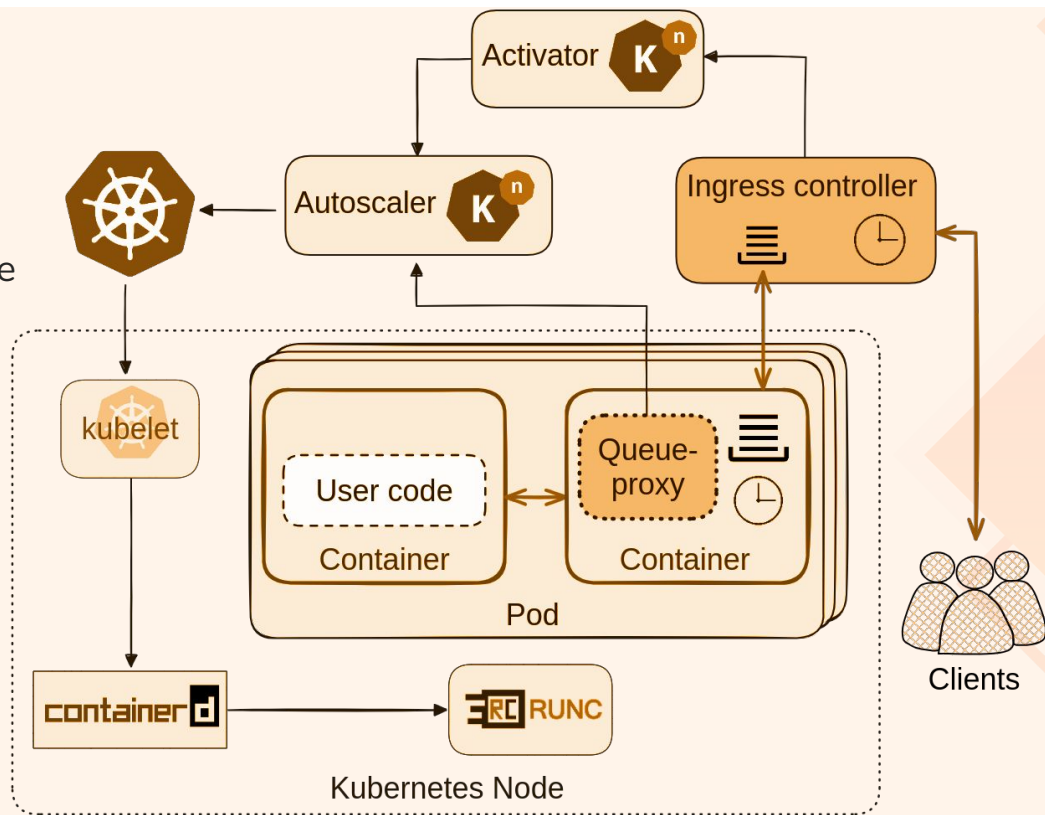 Activator
K
n
Ingress controller
Autoscaler
K
n
e
kubelet
Queue-
proxy
User code
Container
Container
Pod
Clients
containerd
RC RUNC
Kubernetes Node